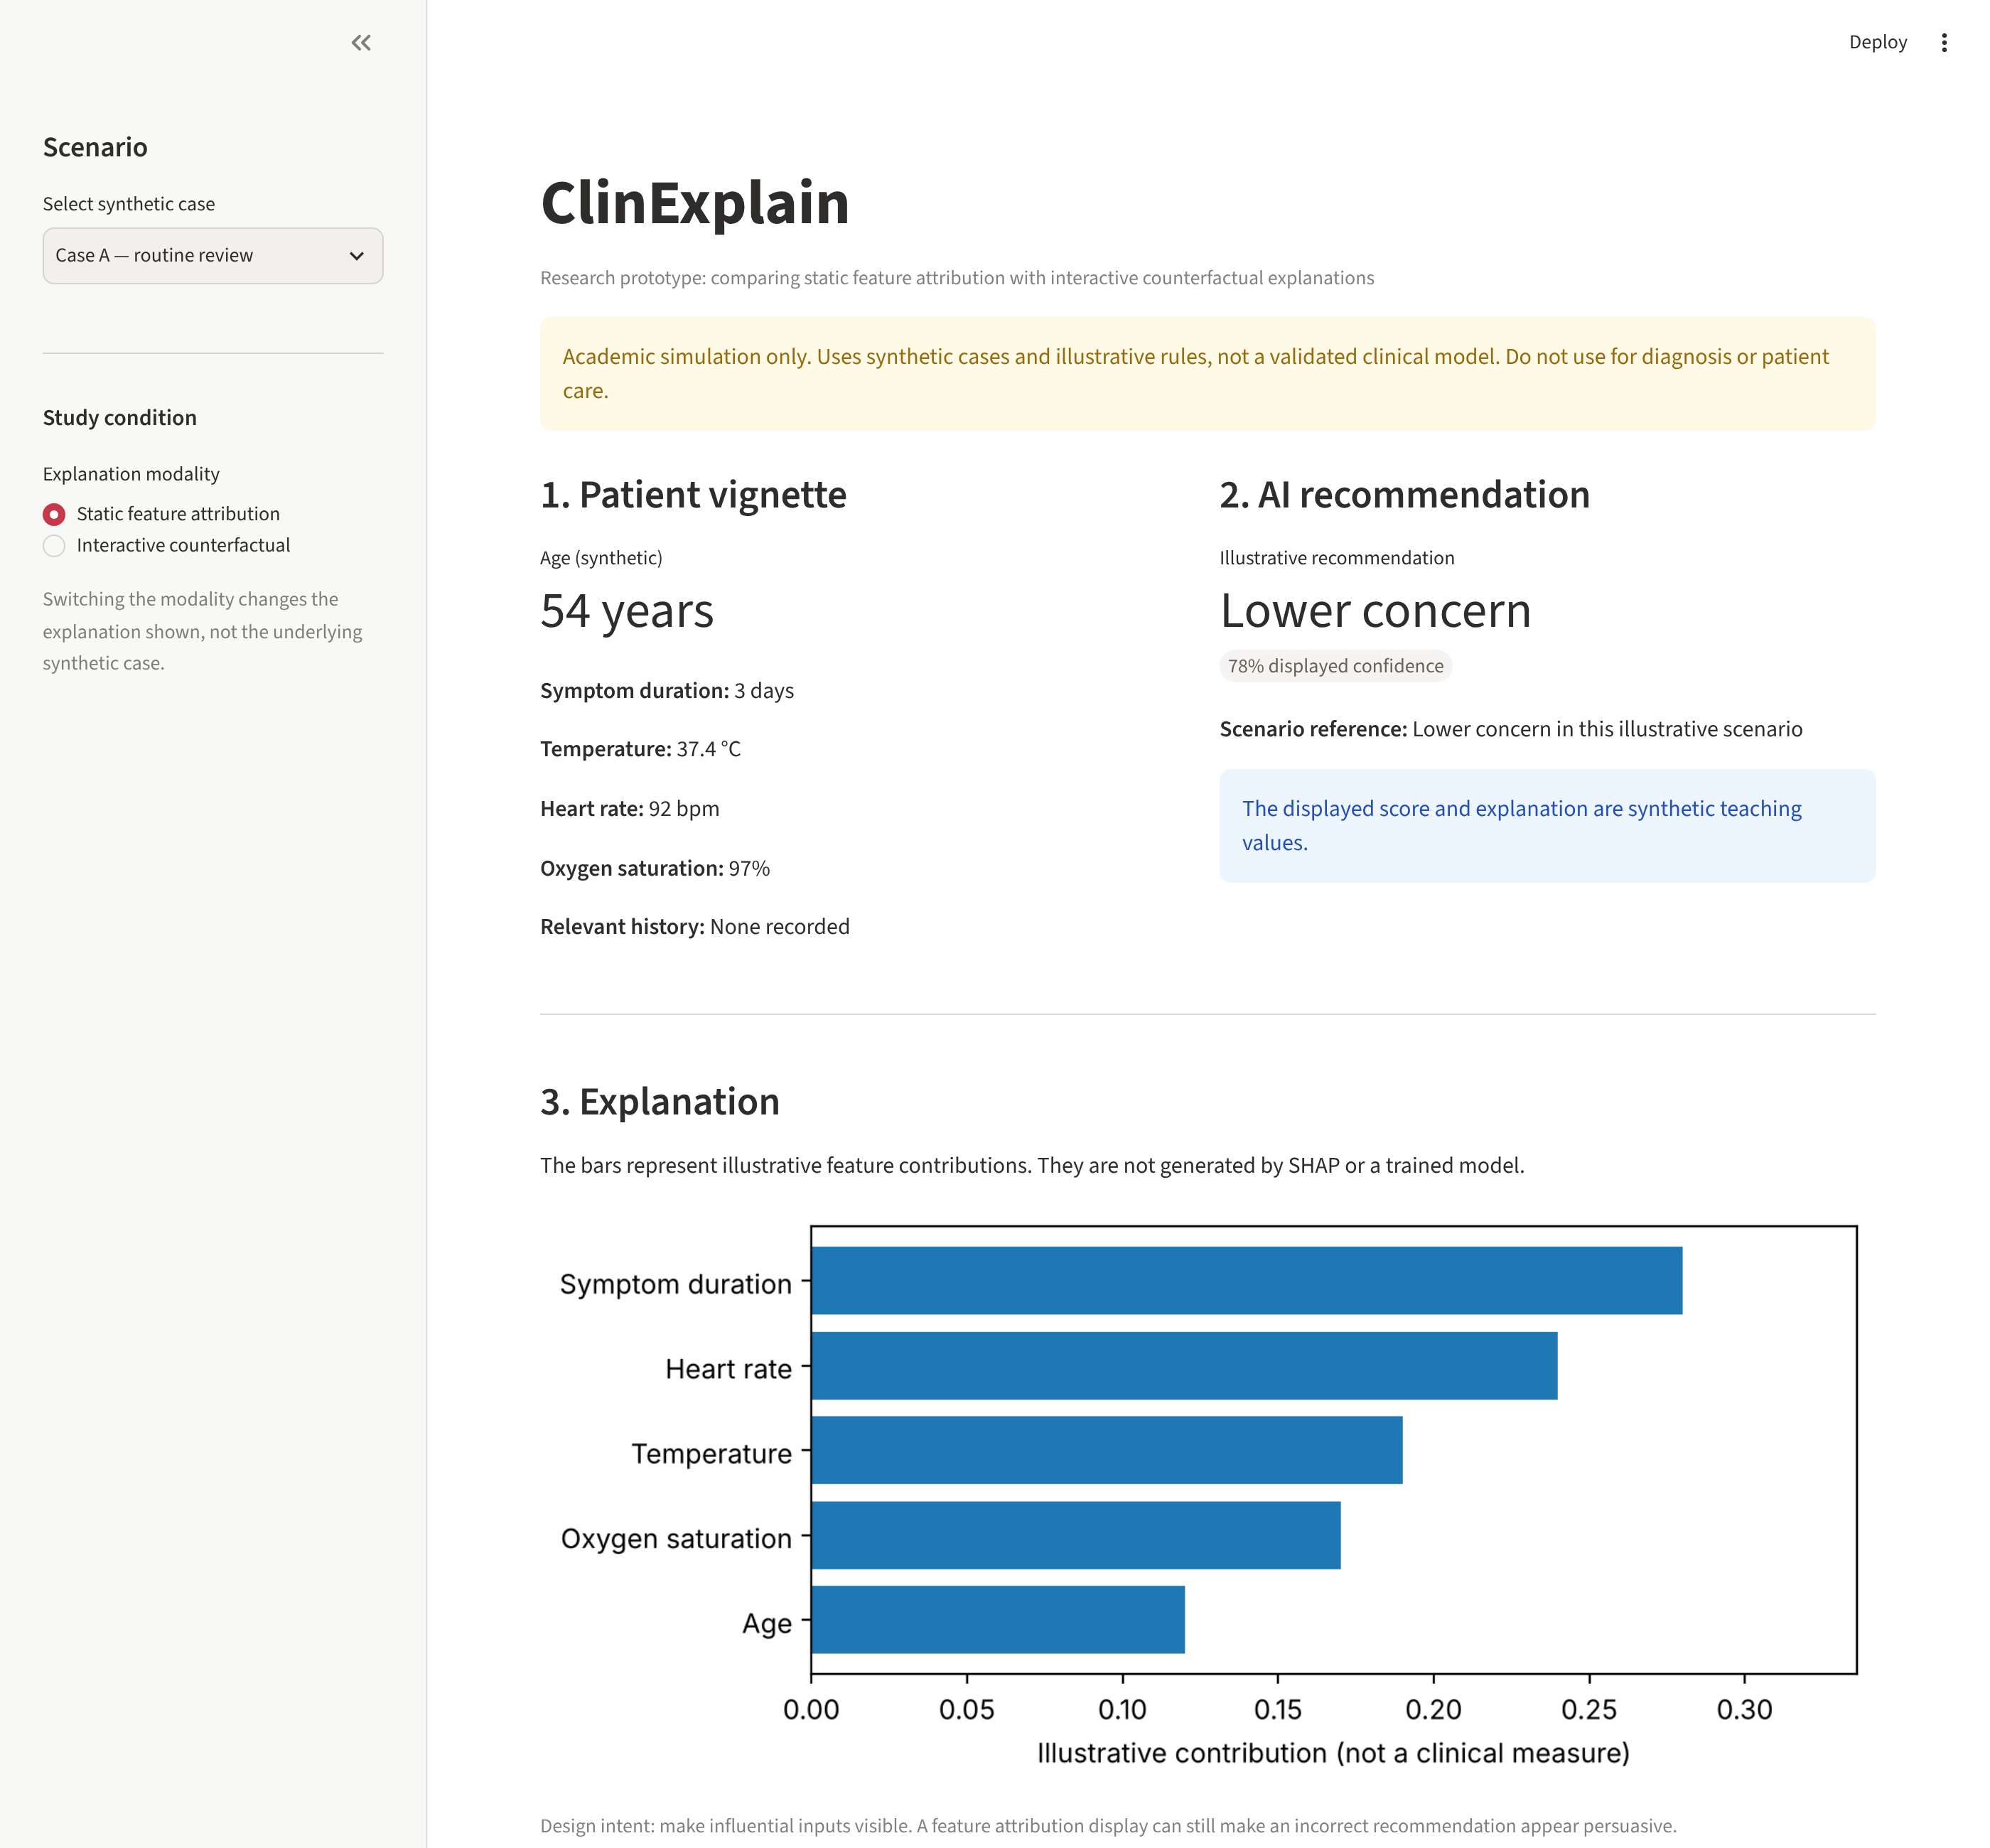 Deploy
Scenario
Select synthetic case
Case A — routine review
Study condition
Explanation modality
Static feature attribution
Interactive counterfactual
Switching the modality changes the
explanation shown, not the underlying
synthetic case.
ClinExplain
Research prototype: comparing static feature attribution with interactive counterfactual explanations
Academic simulation only. Uses synthetic cases and illustrative rules, not a validated clinical model. Do not use for diagnosis or patient
care.
1. Patient vignette
Age (synthetic)
54 years
Symptom duration: 3 days
Temperature: 37.4 °C
Heart rate: 92 bpm
Oxygen saturation: 97%
Relevant history: None recorded
2. AI recommendation
Illustrative recommendation
Lower concern
78% displayed confidence
Scenario reference: Lower concern in this illustrative scenario
The displayed score and explanation are synthetic teaching
values.
3. Explanation
The bars represent illustrative feature contributions. They are not generated by SHAP or a trained model.
Symptom duration
Heart rate
Temperature
Oxygen saturation
Age
0.00 0.05 0.10 0.15 0.20 0.25 0.30
Illustrative contribution (not a clinical measure)
Design intent: make influential inputs visible. A feature attribution display can still make an incorrect recommendation appear persuasive.